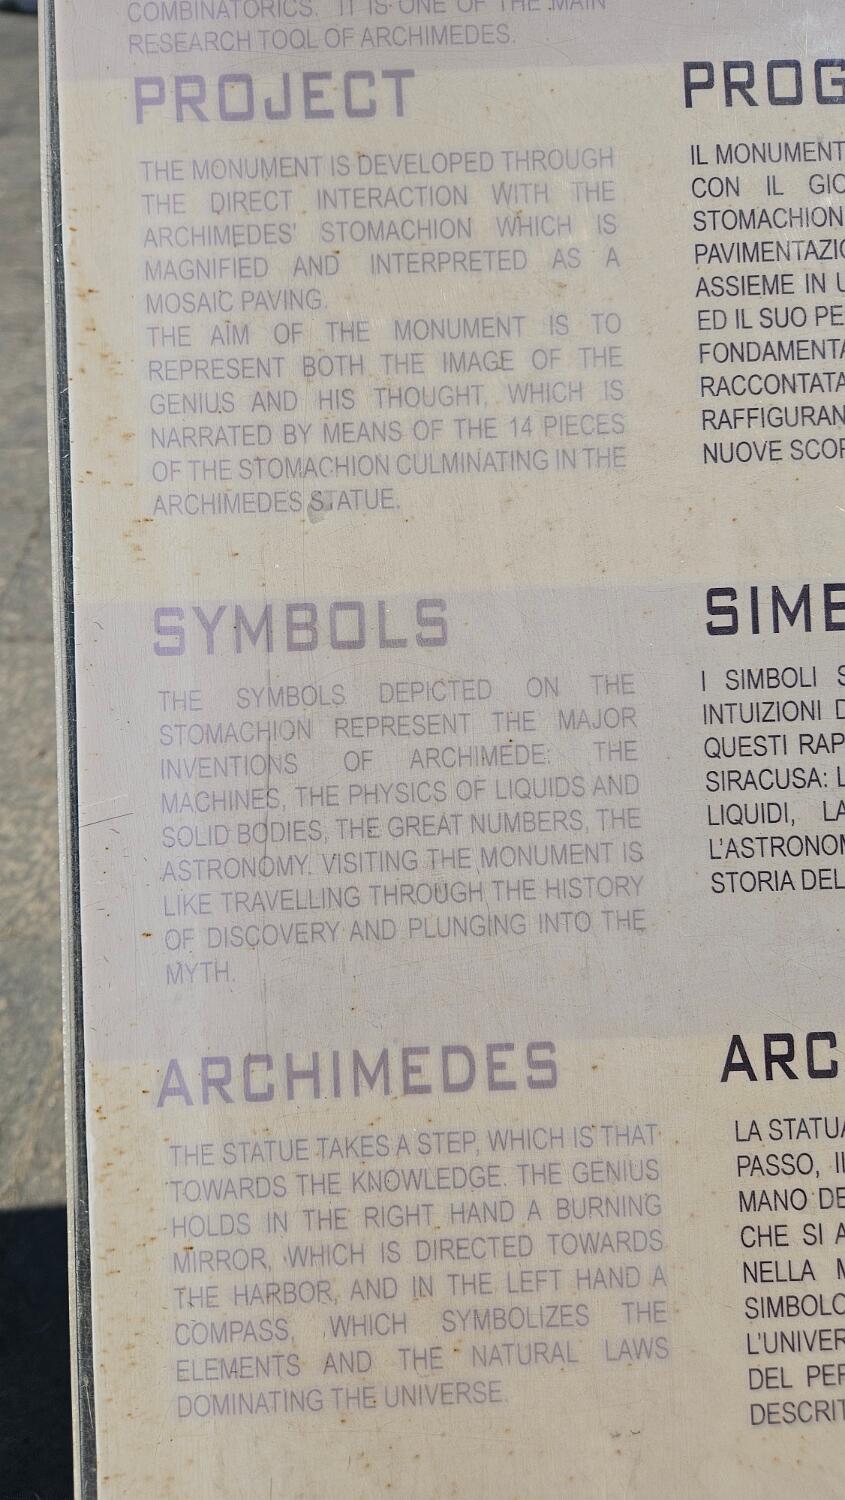 COMBINATORICS. IT IS ONE OF THE MAIN
RESEARCH TOOL OF ARCHIMEDES.
PROJECT
THE MONUMENT IS DEVELOPED THROUGH
THE DIRECT INTERACTION WITH THE
ARCHIMEDES' STOMACHION WHICH IS
MAGNIFIED AND INTERPRETED AS A
MOSAIC PAVING.
THE AIM OF THE MONUMENT IS TO
REPRESENT BOTH THE IMAGE OF THE
GENIUS AND HIS THOUGHT, WHICH IS
NARRATED BY MEANS OF THE 14 PIECES
OF THE STOMACHION CULMINATING IN THE
ARCHIMEDES STATUE.
SYMBOLS
THE SYMBOLS DEPICTED ON THE
STOMACHION REPRESENT THE MAJOR
INVENTIONS OF ARCHIMEDE: THE
MACHINES, THE PHYSICS OF LIQUIDS AND
SOLID BODIES, THE GREAT NUMBERS, THE
ASTRONOMY. VISITING THE MONUMENT IS
LIKE TRAVELLING THROUGH THE HISTORY
OF DISCOVERY AND PLUNGING INTO THE
MYTH.
ARCHIMEDES
THE STATUE TAKES A STEP, WHICH IS THAT
TOWARDS THE KNOWLEDGE. THE GENIUS
HOLDS IN THE RIGHT HAND A BURNING
MIRROR, WHICH IS DIRECTED TOWARDS
THE HARBOR, AND IN THE LEFT HAND A
COMPASS, WHICH SYMBOLIZES THE
ELEMENTS AND THE NATURAL LAWS
DOMINATING THE UNIVERSE.
PROG
IL MONUMENT
CON IL GIO
STOMACHION
PAVIMENTAZIO
ASSIEME IN U
ED IL SUO PE
FONDAMENTA
RACCONTATA
RAFFIGURAN
NUOVE SCOP
SIMB
I SIMBOLI S
INTUIZIONI D
QUESTI RAP
SIRACUSA: L
LIQUIDI, LA
L'ASTRONOM
STORIA DEL
ARC
LA STATUA
PASSO, IL
MANO DE
CHE SI A
NELLA M
SIMBOLO
L'UNIVER
DEL PER
DESCRIT